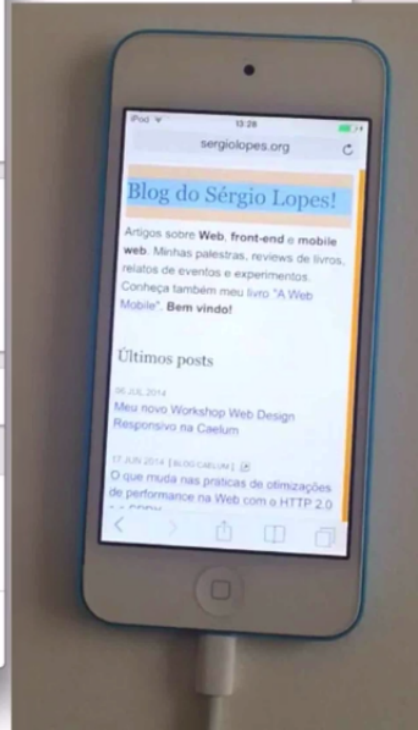 iPod 13:28
sergiolopes.org
Blog do Sérgio Lopes!
Artigos sobre Web, front-end e mobile
web. Minhas palestras, reviews de livros,
relatos de eventos e experimentos.
Conheça também meu livro "A Web
Mobile". Bem vindo!
Últimos posts
06 JUL 2014
Meu novo Workshop Web Design
Responsivo na Caelum
17 JUN 2014 [BLOG CAELUM]
O que muda nas praticas de otimizações
de performance na Web com o HTTP 2.0